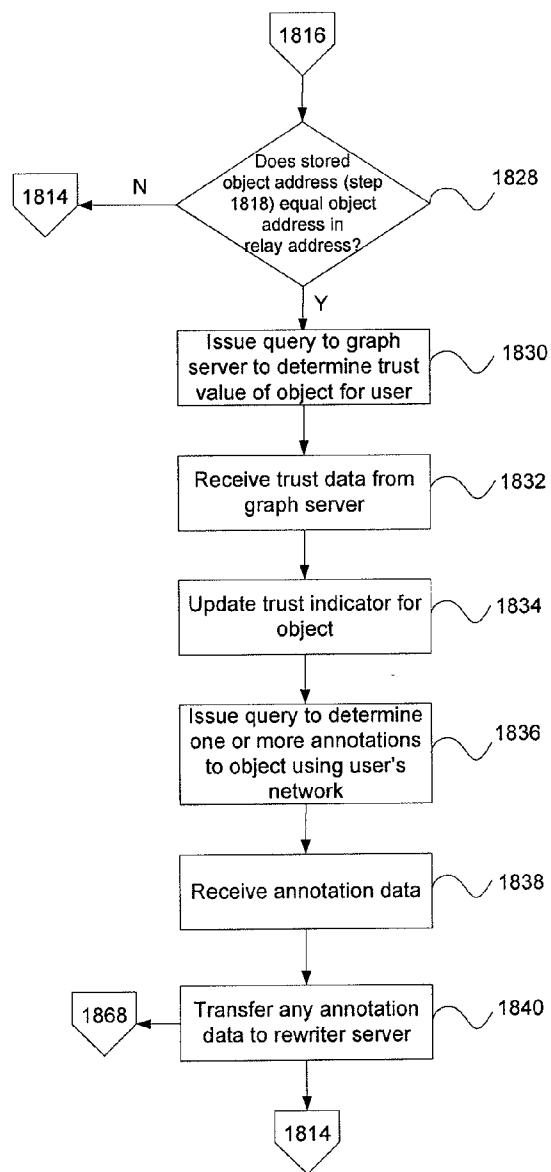 1816
Does stored
object address (step
1818) equal object
address in
relay address?
1828
N
1814
Y
Issue query to graph
server to determine trust
value of object for user
1830
Receive trust data from
graph server
1832
Update trust indicator for
object
1834
Issue query to determine
one or more annotations
to object using user's
network
1836
Receive annotation data
1838
Transfer any annotation
data to rewriter server
1840
1868
1814